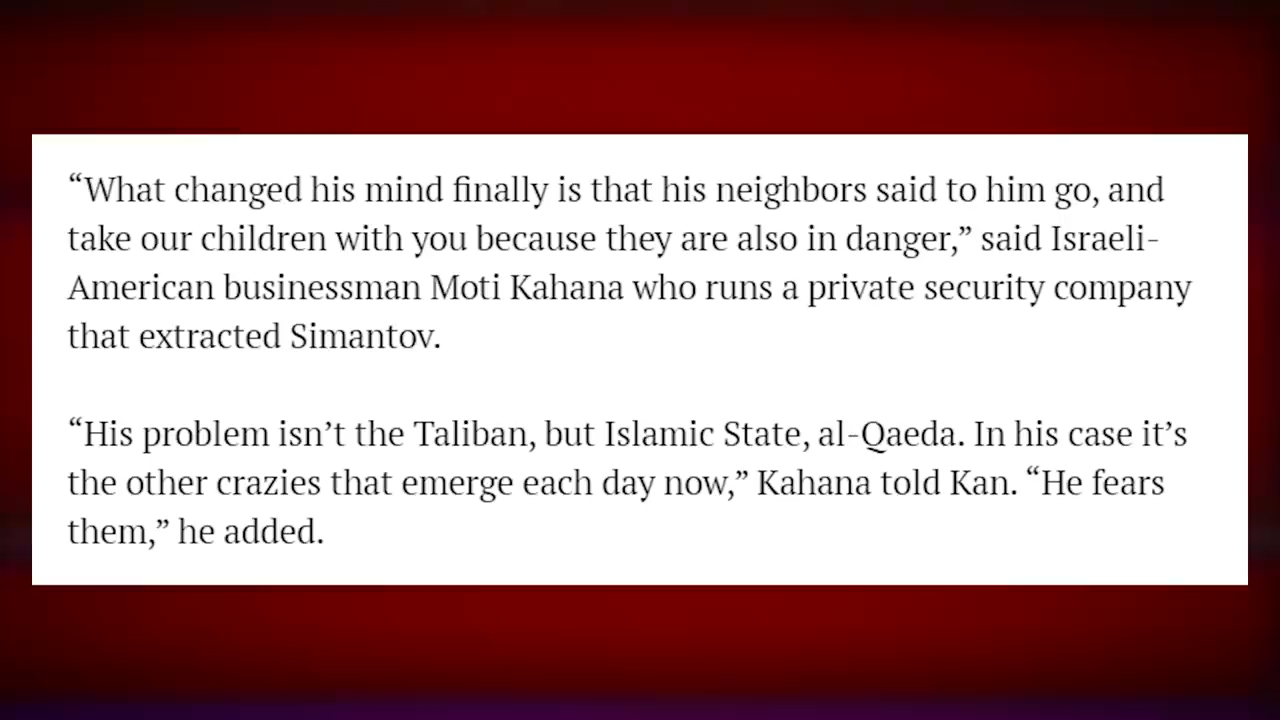 “What changed his mind finally is that his neighbors said to him go, and
take our children with you because they are also in danger,” said Israeli-
American businessman Moti Kahana who runs a private security company
that extracted Simantov.
“His problem isn’t the Taliban, but Islamic State, al-Qaeda. In his case it’s
the other crazies that emerge each day now,” Kahana told Kan. “He fears
them,” he added.